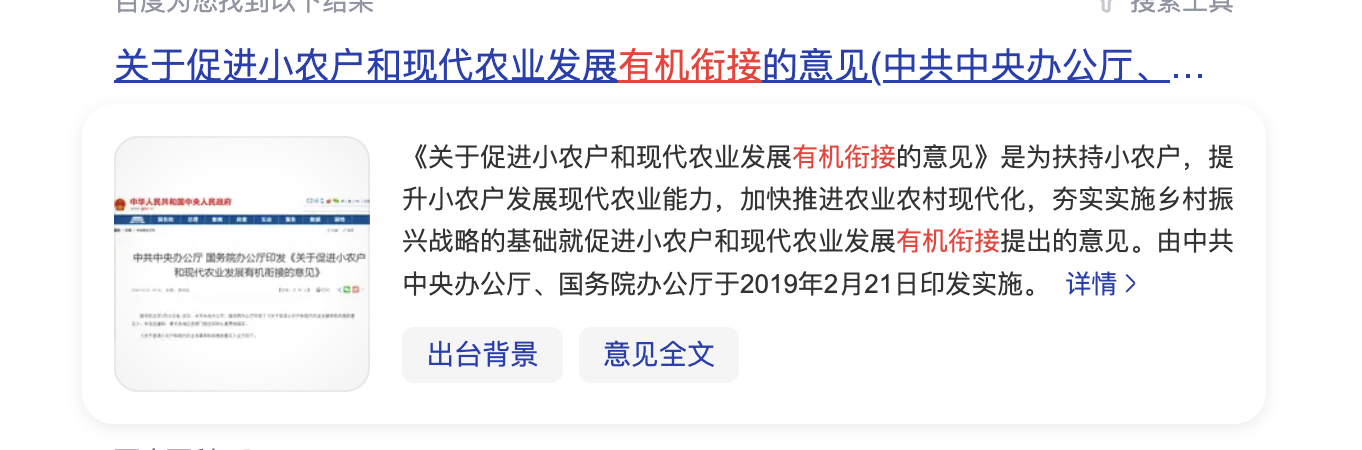 百度为您找到以下结果
搜索工具
关于促进小农户和现代农业发展有机衔接的意见(中共中央办公厅、...
《关于促进小农户和现代农业发展有机衔接的意见》是为扶持小农户，提
升小农户发展现代农业能力，加快推进农业农村现代化，夯实实施乡村振
兴战略的基础就促进小农户和现代农业发展有机衔接提出的意见。由中共
中央办公厅、国务院办公厅于2019年2月21日印发实施。 详情
中华人民共和国中央人民政府
中共中央办公厅 国务院办公厅印发《关于促进小农户
和现代农业发展有机衔接的意见》
出台背景
意见全文